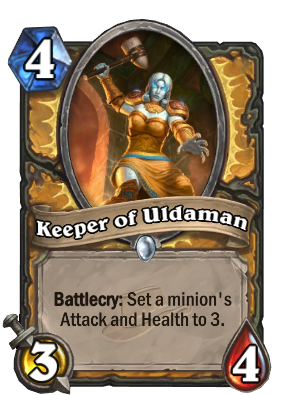 4
Keeper of Uldaman
Battlecry: Set a minion's
Attack and Health to 3.
3
4